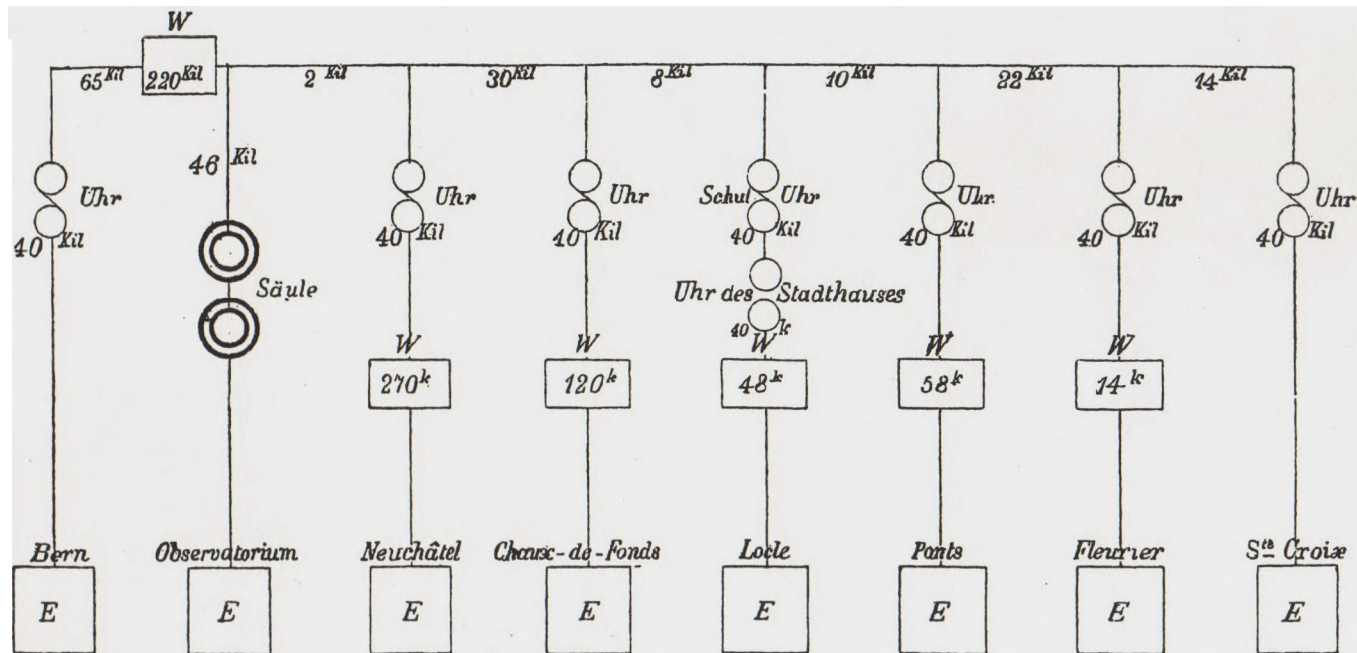 W
65 Kil 220 Kil 2 Kil 30 Kil 8 Kil 10 Kil 22 Kil 14 Kil
46 Kil
Uhr
40 Kil
Säule
Uhr
40 Kil
W
270 k
Uhr
40 Kil
W
120 k
Schul Uhr
40 Kil
Uhr des Stadthauses
40 k
W
48 k
Uhr.
40 Kil
W
58 k
Uhr
40 Kil
W
14 k
Uhr
40 Kil
Bern Observatorium Neuchâtel Chaux-de-Fonds Locle Ponts Fleurier Ste Croix
E E E E E E E E